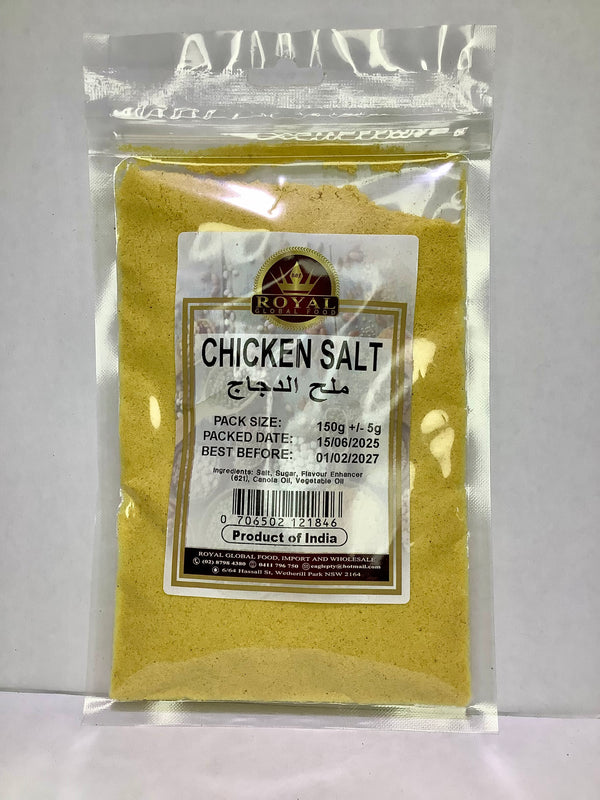 ROYAL
GLOBAL FOOD
CHICKEN SALT
ملح الدجاج
PACK SIZE: 150g +/- 5g
PACKED DATE: 15/06/2025
BEST BEFORE: 01/02/2027
Ingredients: Salt, Sugar, Flavour Enhancer
(621), Canola Oil, Vegetable Oil
0 706502 121846
Product of India
ROYAL GLOBAL FOOD, IMPORT AND WHOLESALE
(02) 8798 4380 0411 796 750 eaglepty@hotmail.com
6/64 Hassall Sr, Wetherill Park NSW 2164